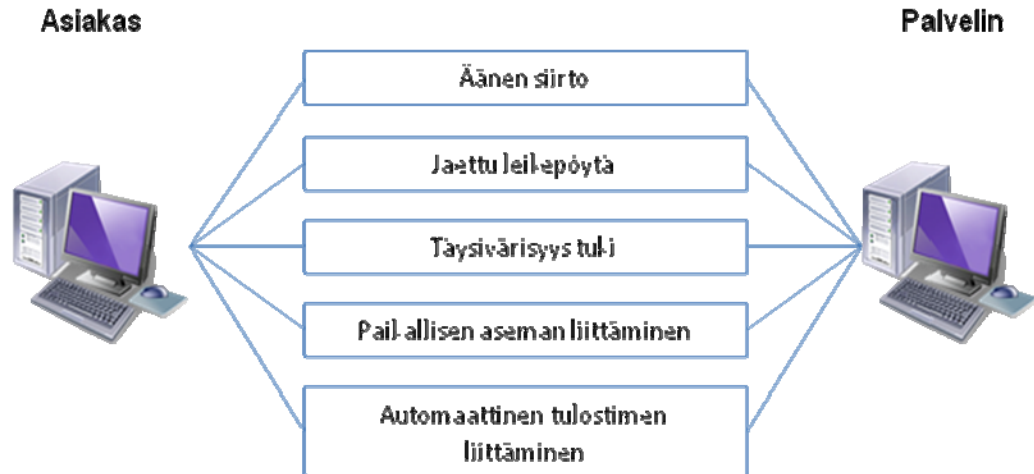 Asiakas
Palvelin
Äänen siirto
Jaettu leikepöytä
Täysivärisyys tuki
Paikallisen aseman liittäminen
Automaattinen tulostimen
liittäminen